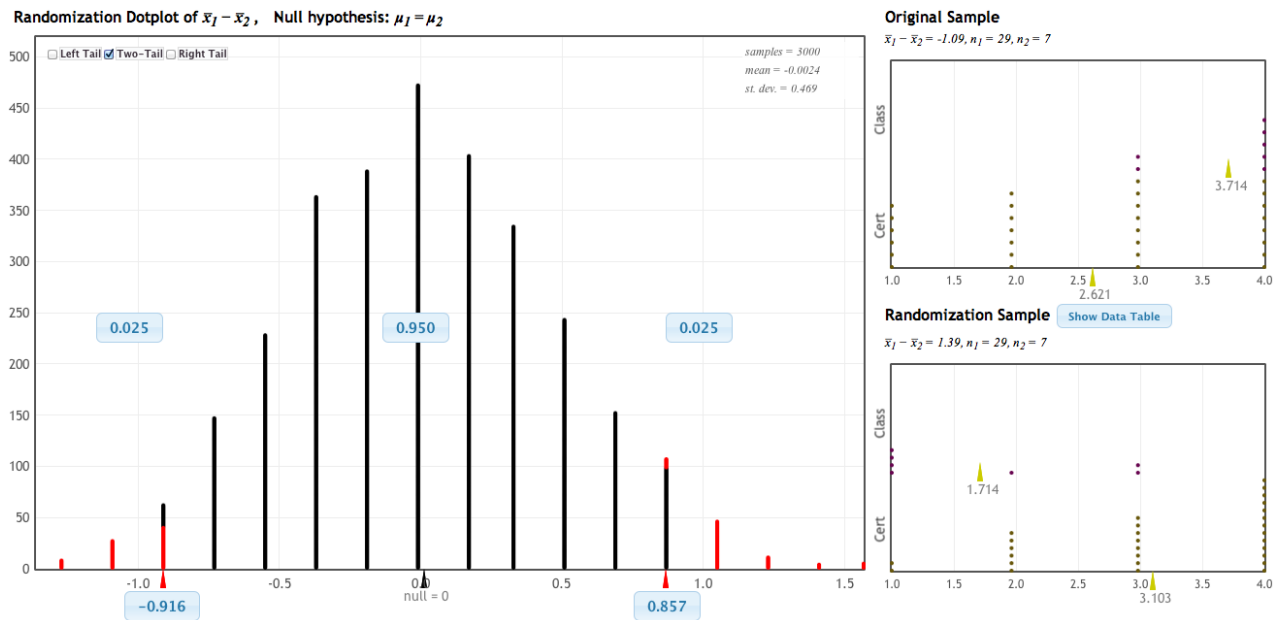 Randomization Dotplot of x̄1 − x̄2 ,   Null hypothesis: μ1 = μ2
Left Tail Two-Tail Right Tail
samples = 3000
mean = -0.0024
st. dev. = 0.469
500
450
400
350
300
250
200
150
100
50
0
0.025
0.950
0.025
-1.0
-0.5
0.0
0.5
1.0
1.5
null = 0
−0.916
0.857
Original Sample
x̄1 − x̄2 = -1.09, n1 = 29, n2 = 7
Class
Cert
3.714
1.0
1.5
2.0
2.5
3.0
3.5
4.0
2.621
Randomization Sample
Show Data Table
x̄1 − x̄2 = 1.39, n1 = 29, n2 = 7
Class
Cert
1.714
1.0
1.5
2.0
2.5
3.0
3.5
4.0
3.103